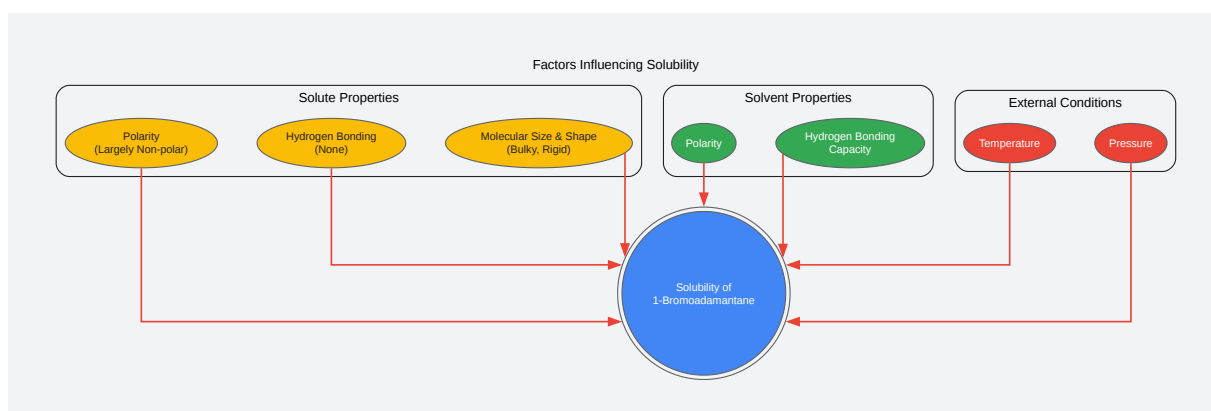 Factors Influencing Solubility
Solute Properties
Polarity
(Largely Non-polar)
Hydrogen Bonding
(None)
Molecular Size & Shape
(Bulky, Rigid)
Solvent Properties
Polarity
Hydrogen Bonding
Capacity
External Conditions
Temperature
Pressure
Solubility of
1-Bromoadamantane